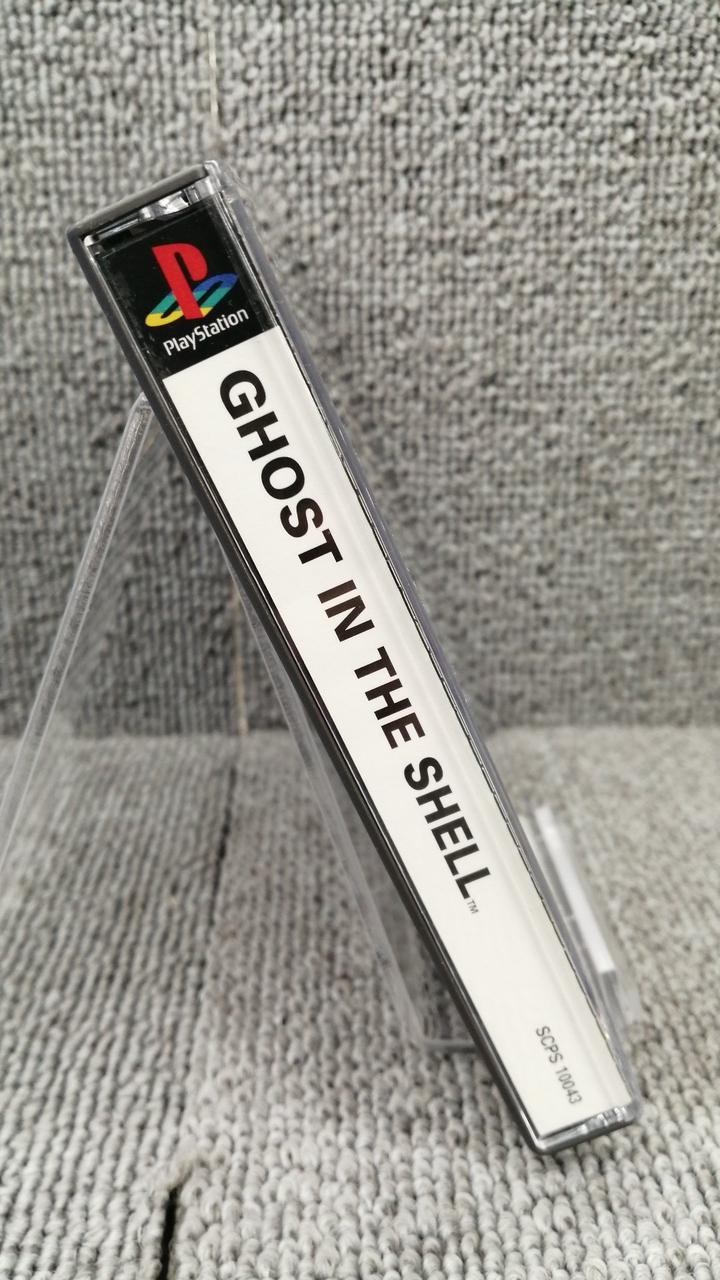 PlayStation
GHOST IN THE SHELL™
SCPS 10043